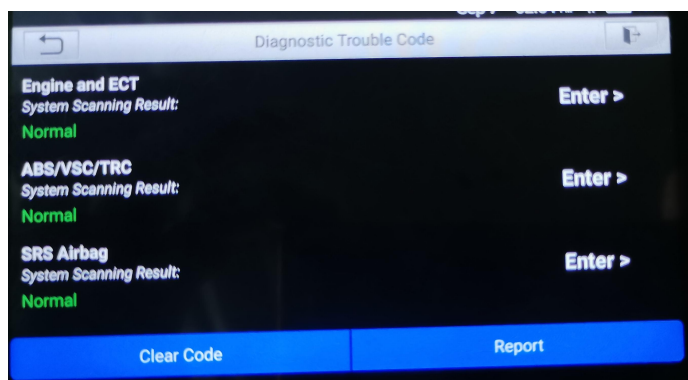 Diagnostic Trouble Code
Engine and ECT
System Scanning Result:
Enter >
Normal
ABS/VSC/TRC
System Scanning Result:
Enter >
Normal
SRS Airbag
System Scanning Result:
Enter >
Normal
Clear Code
Report